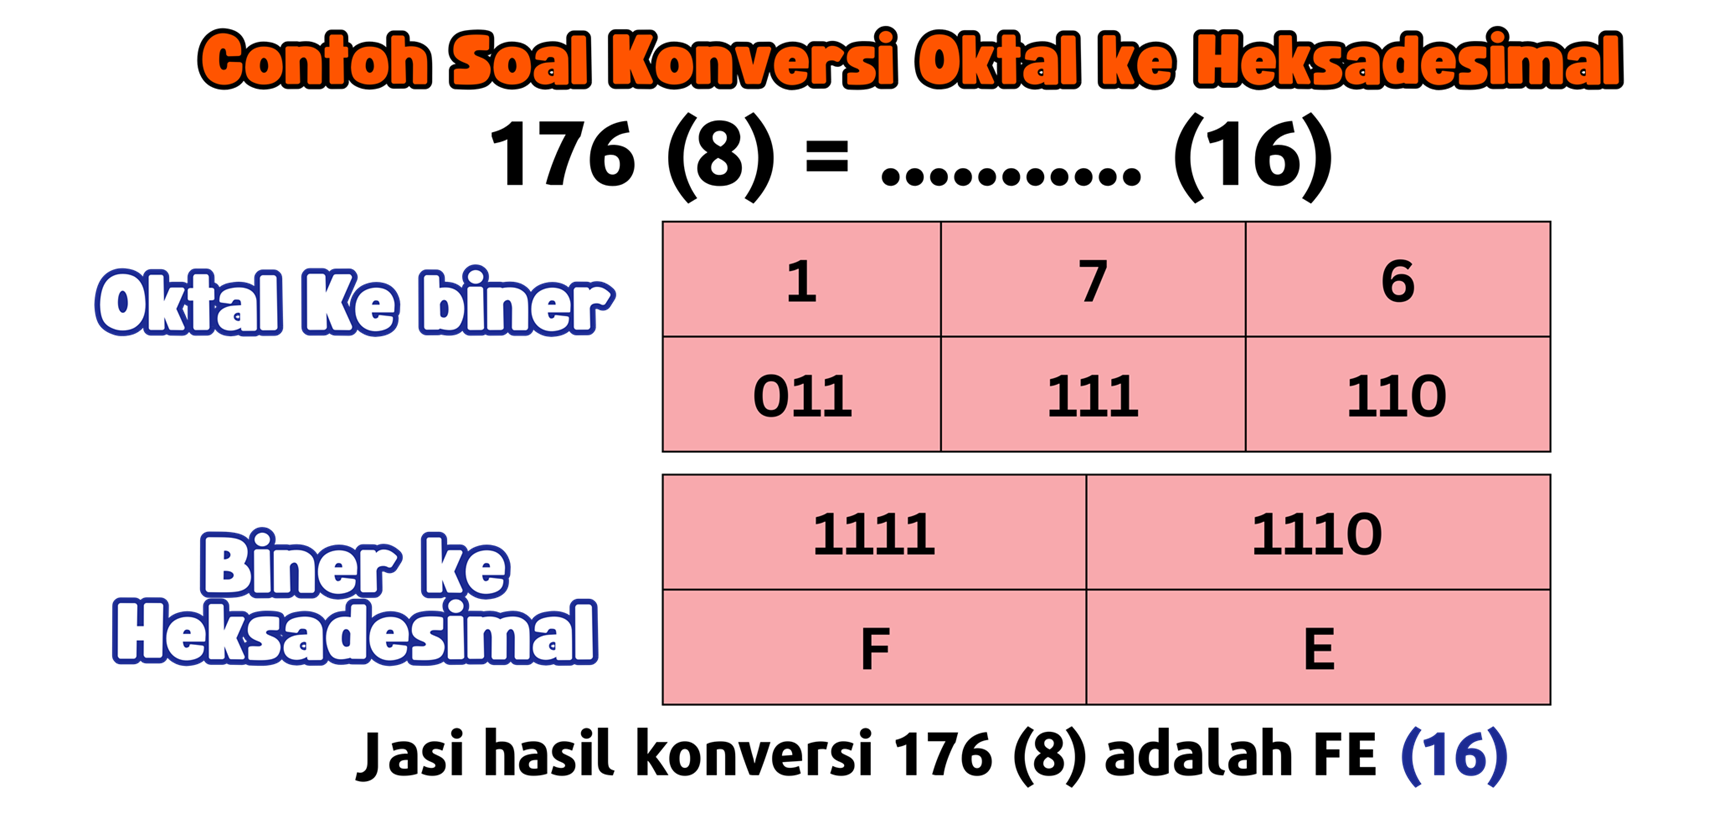 Contoh Soal Konversi Oktal ke Heksadesimal
176 (8) = ........... (16)
Oktal Ke biner
1 7 6
011 111 110
Biner ke
Heksadesimal
1111 1110
F E
Jasi hasil konversi 176 (8) adalah FE (16)